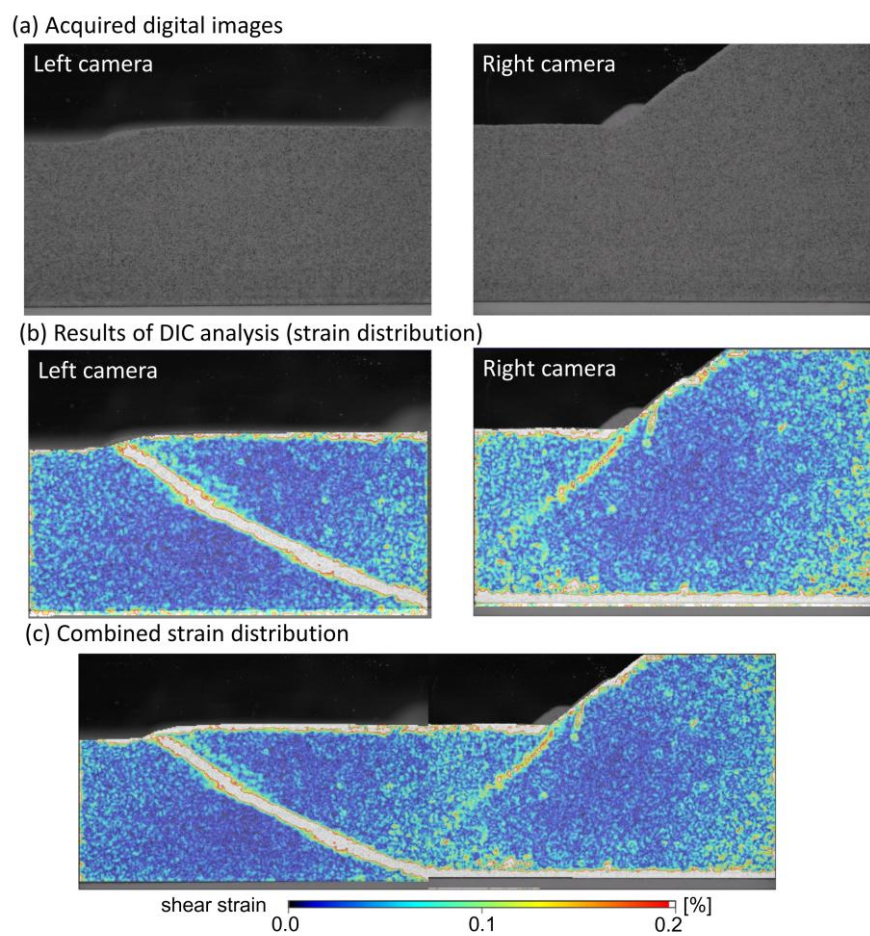 (a) Acquired digital images
Left camera
Right camera
(b) Results of DIC analysis (strain distribution)
Left camera
Right camera
(c) Combined strain distribution
shear strain
0.0
0.1
0.2
[%]